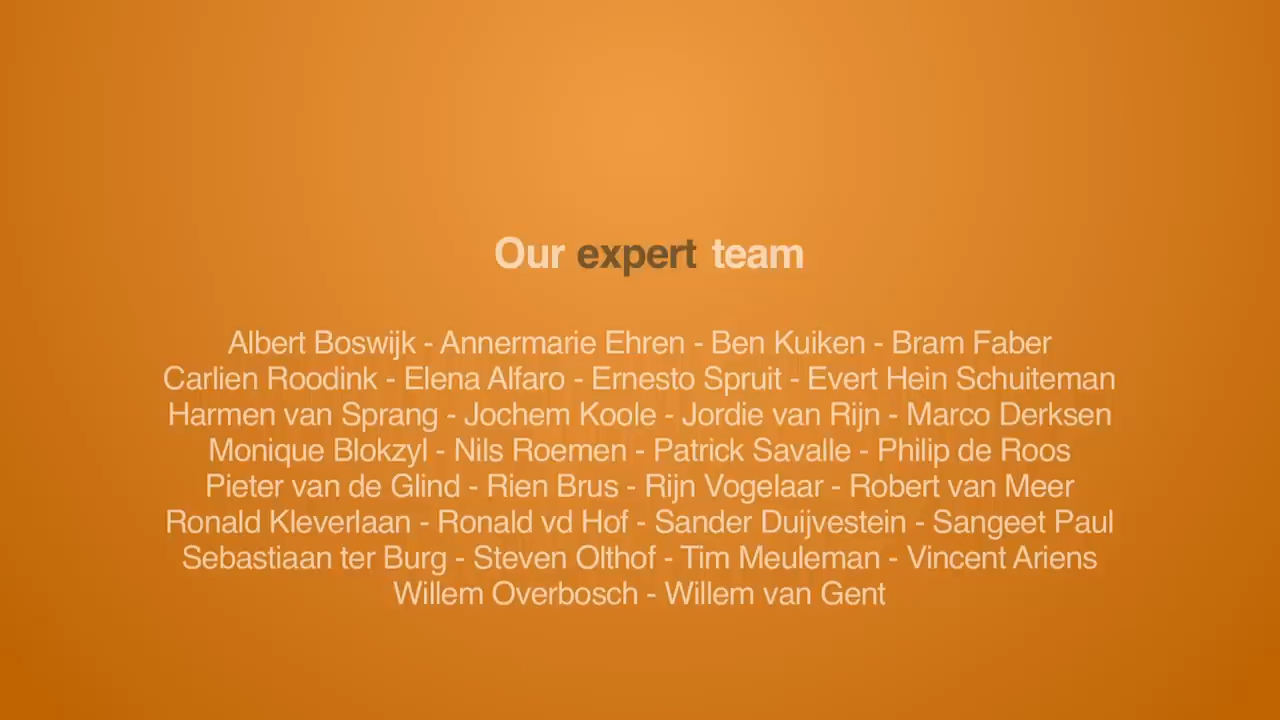 Our expert team
Albert Boswijk - Annermarie Ehren - Ben Kuiken - Bram Faber
Carlien Roodink - Elena Alfaro - Ernesto Spruit - Evert Hein Schuiteman
Harmen van Sprang - Jochem Koole - Jordie van Rijn - Marco Derksen
Monique Blokzyl - Nils Roemen - Patrick Savalle - Philip de Roos
Pieter van de Glind - Rien Brus - Rijn Vogelaar - Robert van Meer
Ronald Kleverlaan - Ronald vd Hof - Sander Duijvestein - Sangeet Paul
Sebastiaan ter Burg - Steven Olthof - Tim Meuleman - Vincent Ariens
Willem Overbosch - Willem van Gent